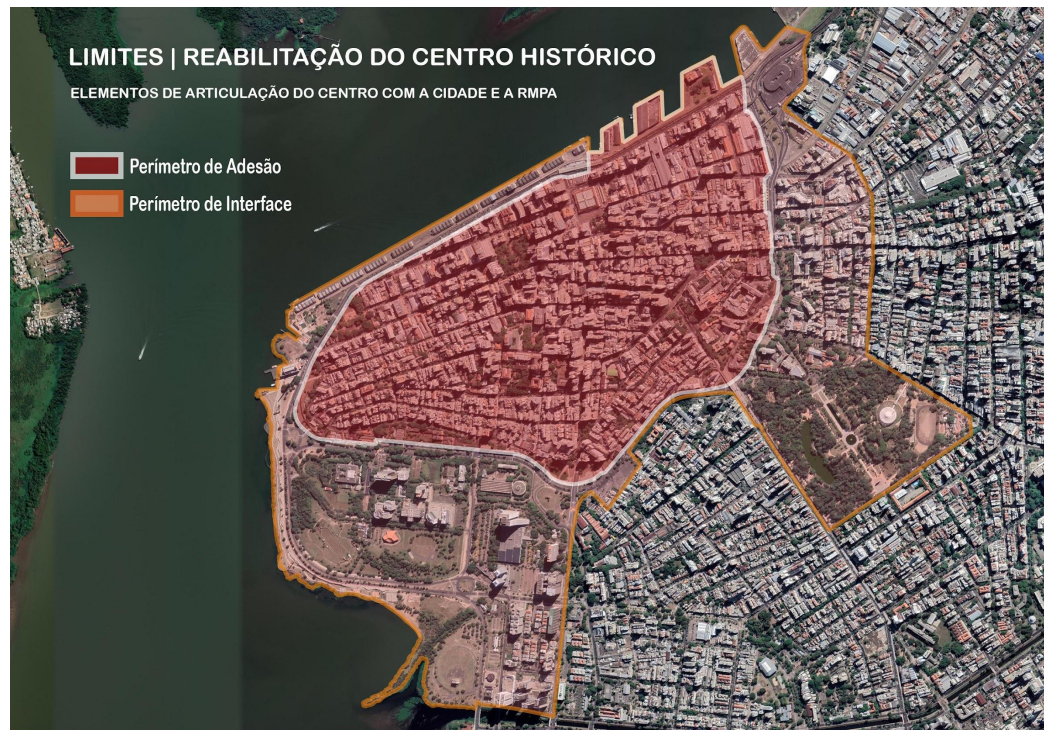 LIMITES | REABILITAÇÃO DO CENTRO HISTÓRICO
ELEMENTOS DE ARTICULAÇÃO DO CENTRO COM A CIDADE E A RMPA
Perímetro de Adesão
Perímetro de Interface